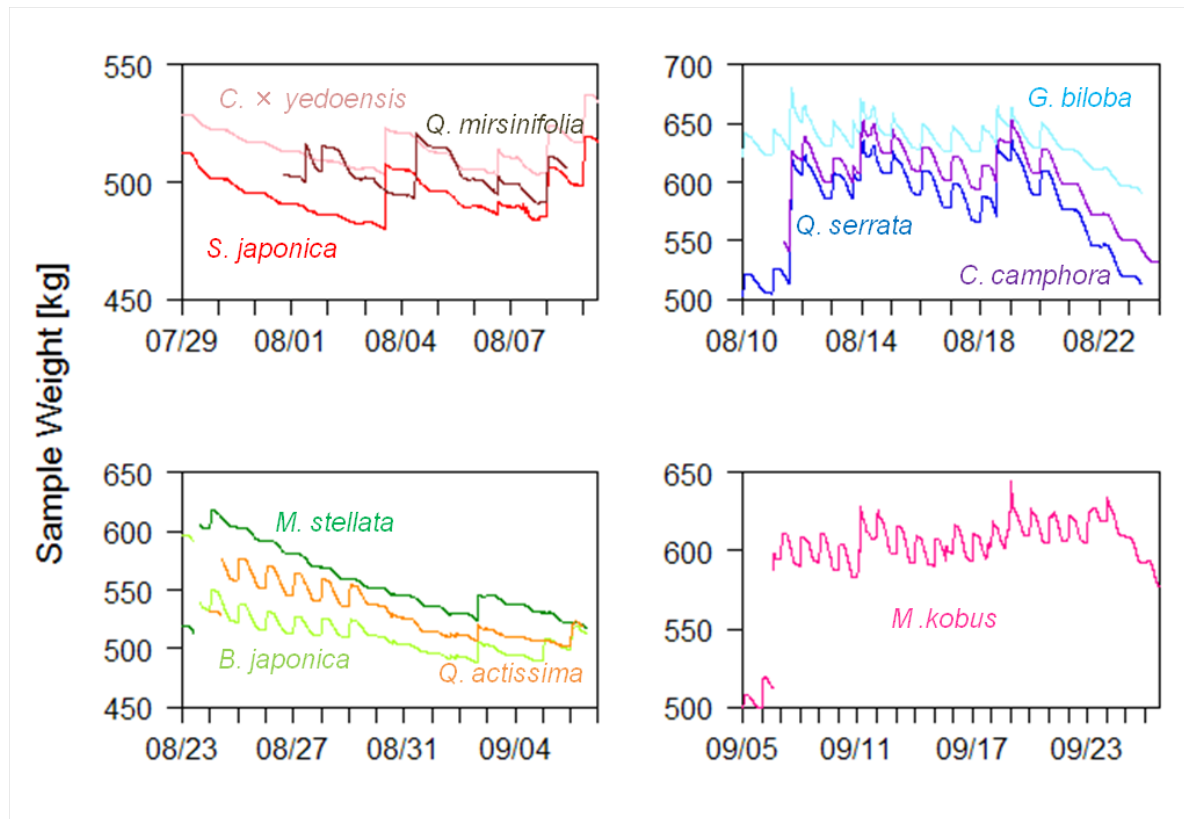 Sample Weight [kg]
550
500
450
C. × yedoensis
Q. mirsinifolia
S. japonica
07/29 08/01 08/04 08/07
700
650
600
550
500
G. biloba
Q. serrata
C. camphora
08/10 08/14 08/18 08/22
650
600
550
500
450
M. stellata
B. japonica
Q. actissima
08/23 08/27 08/31 09/04
650
600
550
500
M .kobus
09/05 09/11 09/17 09/23